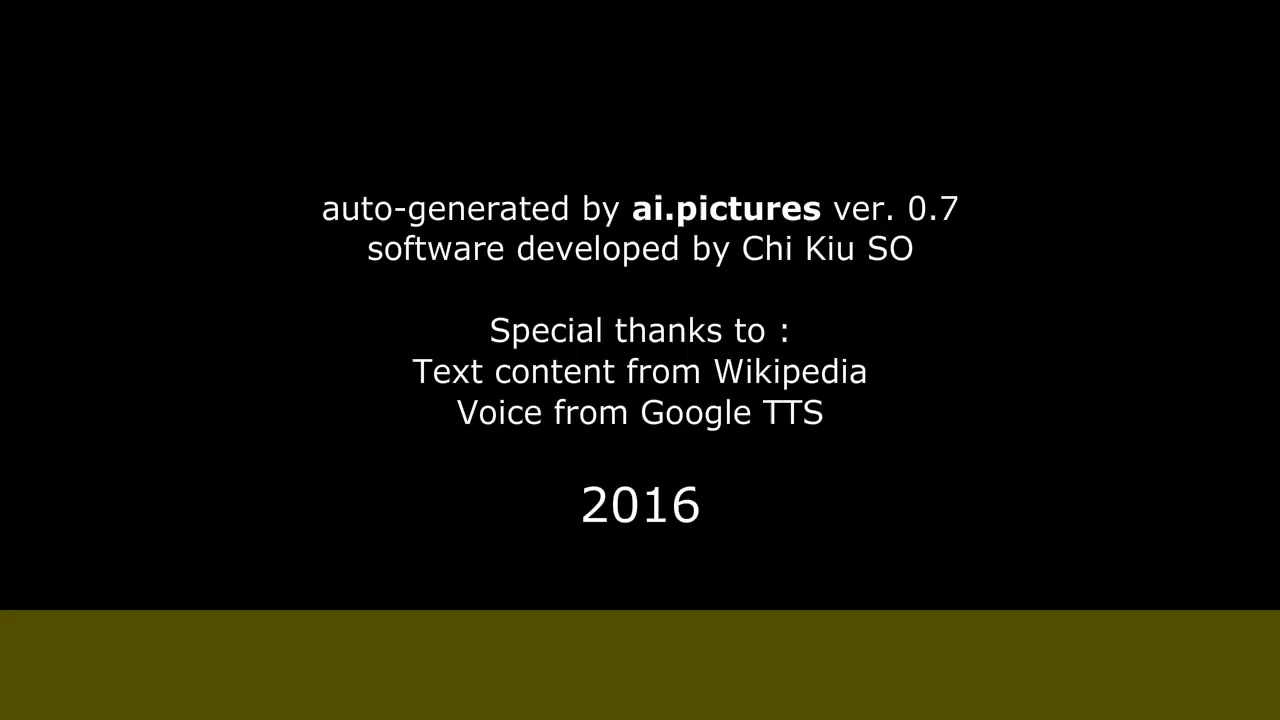 auto-generated by ai.pictures ver. 0.7
software developed by Chi Kiu SO
Special thanks to :
Text content from Wikipedia
Voice from Google TTS
2016